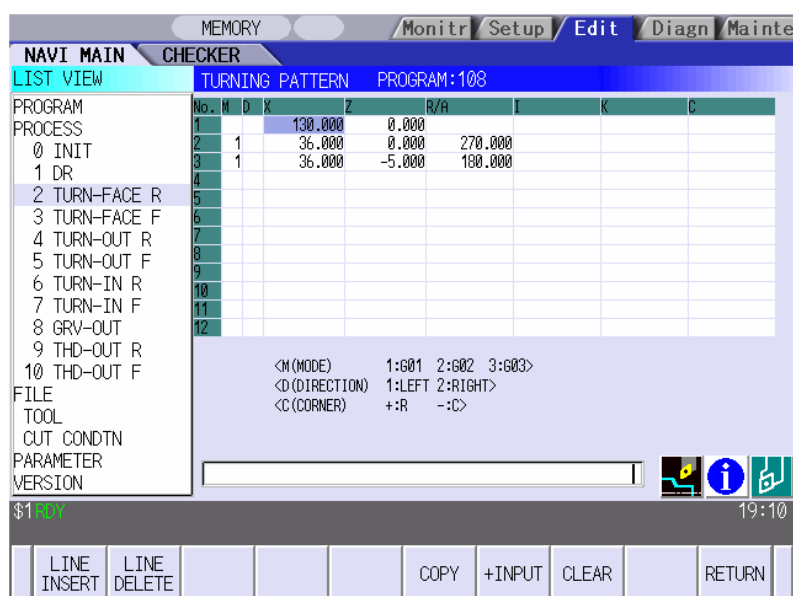 MEMORY Monitr Setup Edit Diagn Mainte
NAVI MAIN CHECKER
LIST VIEW TURNING PATTERN PROGRAM:108
PROGRAM
PROCESS
0 INIT
1 DR
2 TURN-FACE R
3 TURN-FACE F
4 TURN-OUT R
5 TURN-OUT F
6 TURN-IN R
7 TURN-IN F
8 GRV-OUT
9 THD-OUT R
10 THD-OUT F
FILE
TOOL
CUT CONDTN
PARAMETER
VERSION
No. M D X Z R/A I K C
1 130.000 0.000
2 1 36.000 0.000 270.000
3 1 36.000 -5.000 180.000
4
5
6
7
8
9
10
11
12
<M(MODE) 1:G01 2:G02 3:G03>
<D(DIRECTION) 1:LEFT 2:RIGHT>
<C(CORNER) +:R -:C>
$1 RDY 19:10
LINE INSERT LINE DELETE COPY +INPUT CLEAR RETURN